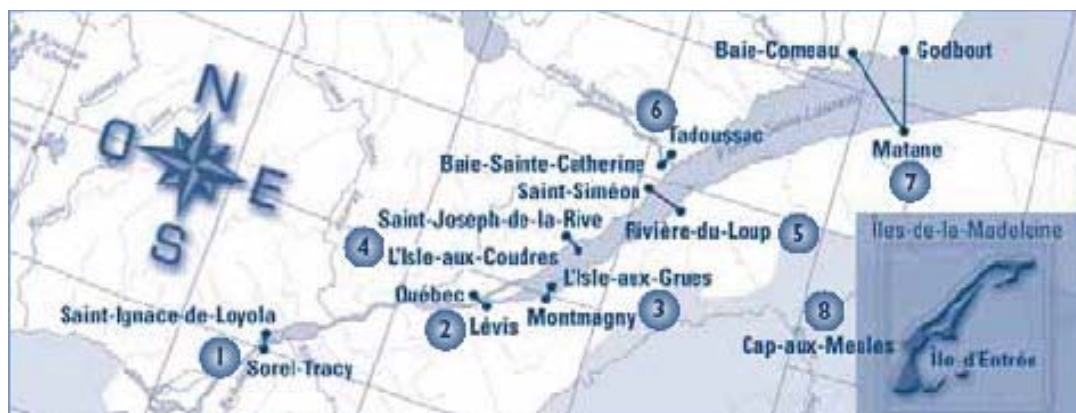 N
O
E
S
Baie-Comeau
Godbout
6
Tadoussac
Matane
7
Baie-Sainte-Catherine
Saint-Siméon
Saint-Joseph-de-la-Rive
4
L'Isle-aux-Coudres
Rivière-du-Loup
5
Îles-de-la-Madeleine
L'Isle-aux-Grues
Québec
2
Lévis
Montmagny
3
8
Cap-aux-Meules
Île-d'Entrée
Saint-Ignace-de-Loyola
1
Sorel-Tracy